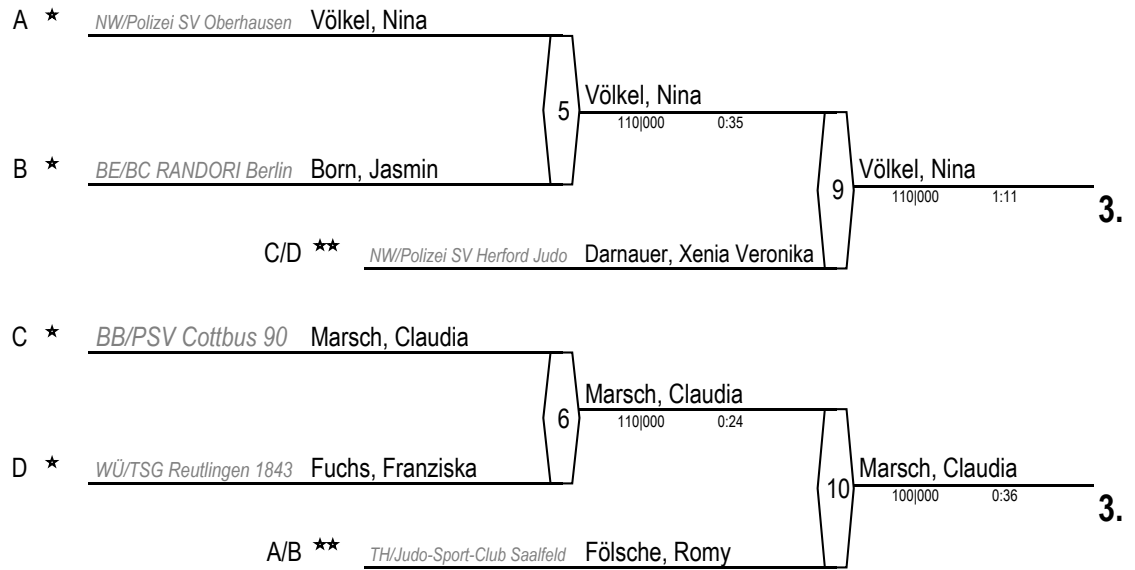 A ★ NW/Polizei SV Oberhausen Völkel, Nina
5 Völkel, Nina
110|000 0:35
B ★ BE/BC RANDORI Berlin Born, Jasmin
9 Völkel, Nina
110|000 1:11
3.
C/D ★★ NW/Polizei SV Herford Judo Darnauer, Xenia Veronika
C ★ BB/PSV Cottbus 90 Marsch, Claudia
6 Marsch, Claudia
110|000 0:24
D ★ WÜ/TSG Reutlingen 1843 Fuchs, Franziska
10 Marsch, Claudia
100|000 0:36
3.
A/B ★★ TH/Judo-Sport-Club Saalfeld Fölsche, Romy